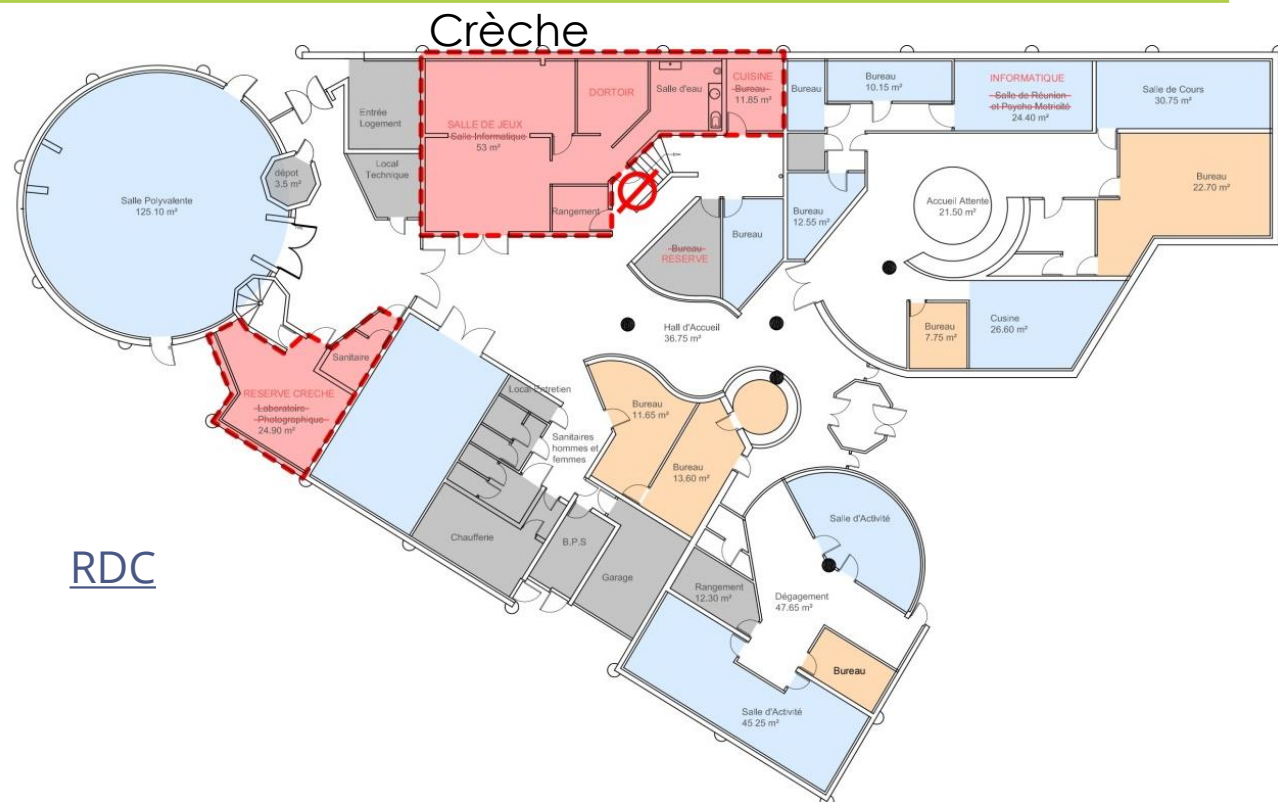 Crèche
Entrée
Logement
Local
Technique
dépot
3,5 m²
Salle Polyvalente
125.10 m²
SALLE DE JEUX
Salle Informatique
53 m²
DORTOIR
Salle d'eau
CUISINE
Bureau
11.85 m²
Rangement
Bureau
Bureau
10.15 m²
INFORMATIQUE
Salle de Réunion
et Psycho Motricité
24.40 m²
Salle de Cours
30.75 m²
Bureau
22.70 m²
Accueil Attente
21.50 m²
Bureau
12.55 m²
Bureau
Bureau
RESERVE
Hall d'Accueil
36.75 m²
Bureau
7.75 m²
Cusine
26.60 m²
Sanitaire
RESERVE CRECHE
Laboratoire
Photographique
24.90 m²
Local Entretien
Sanitaires
hommes et
femmes
Bureau
11.65 m²
Bureau
13.60 m²
Chaufferie
B.P.S
Garage
Salle d'Activité
Rangement
12.30 m²
Dégagement
47.65 m²
Bureau
Salle d'Activité
45.25 m²
RDC